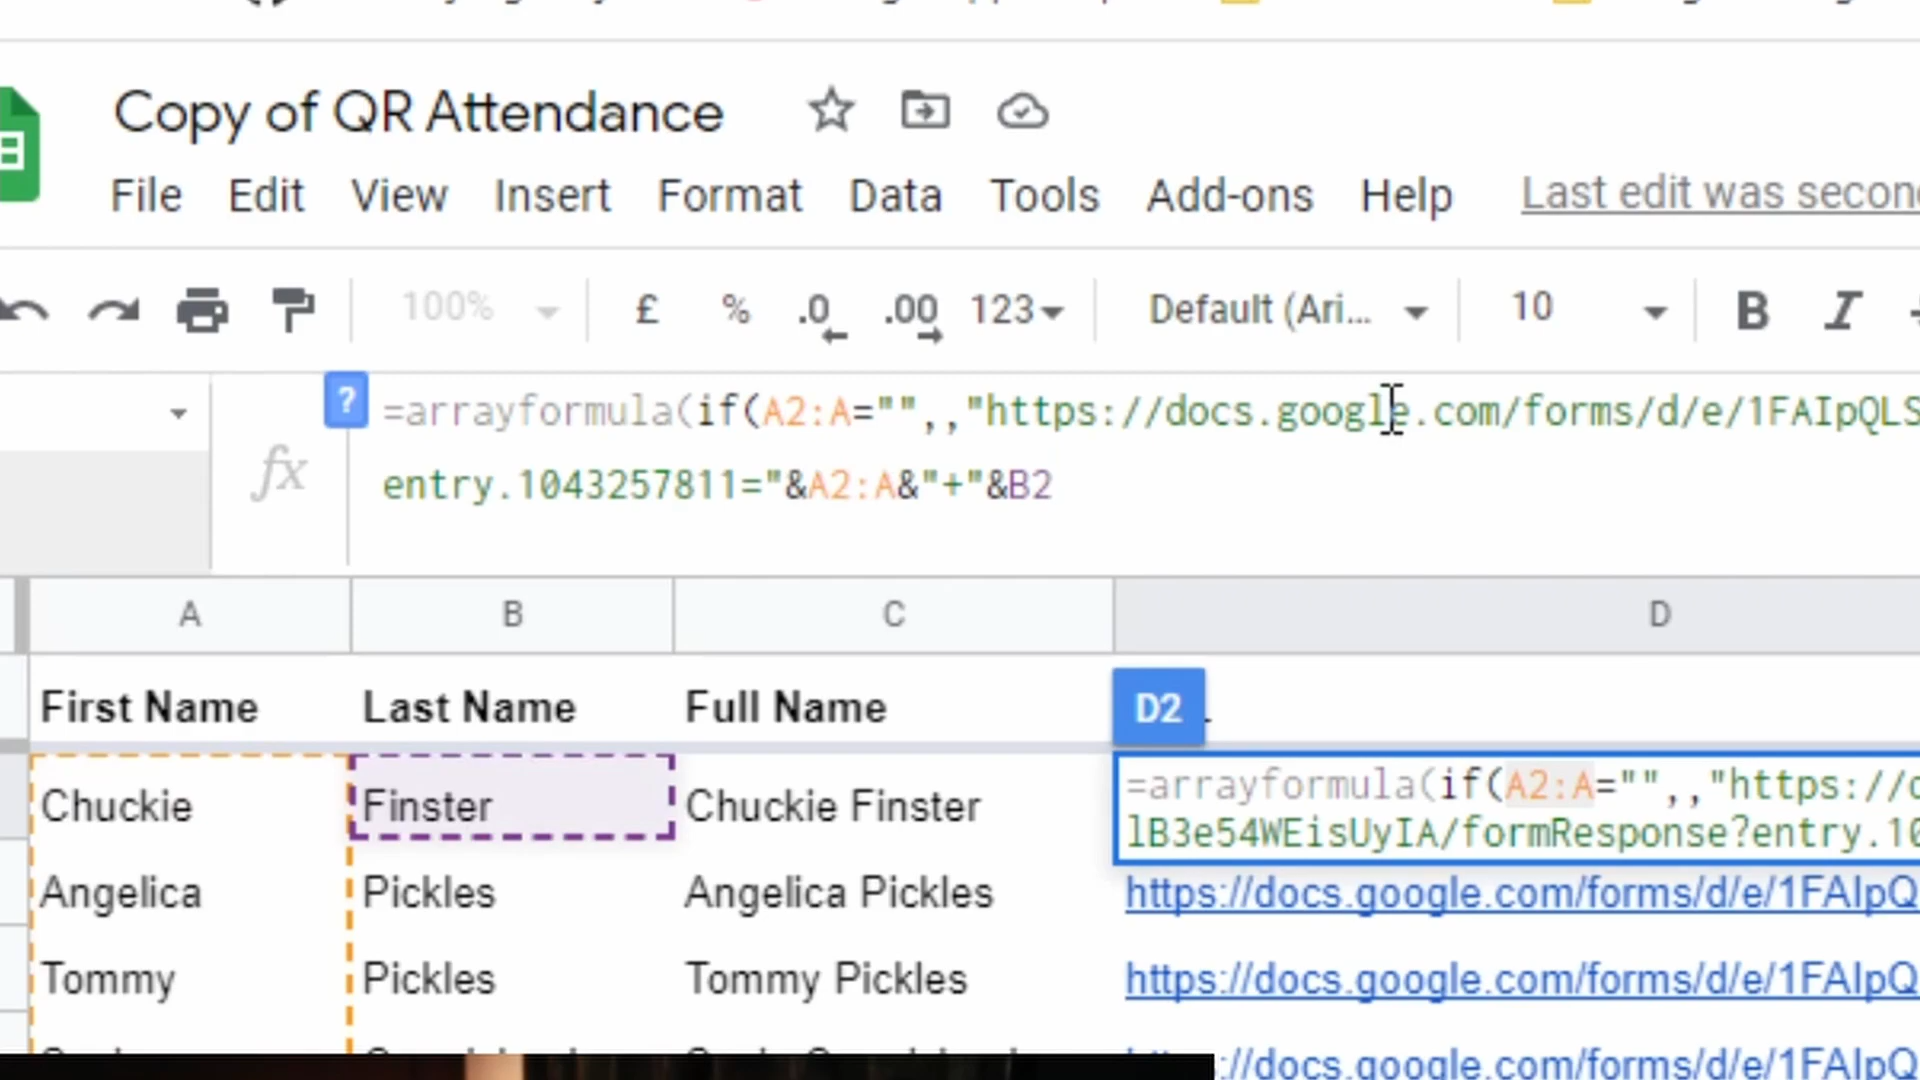 Copy of QR Attendance
File Edit View Insert Format Data Tools Add-ons Help Last edit was secon
100% £ % .0 .00 123 Default (Ari... 10 B I
? =arrayformula(if(A2:A="",,"https://docs.google.com/forms/d/e/1FAIpQLS
fx entry.1043257811="&A2:A&"+"&B2
A B C D
First Name Last Name Full Name D2
Chuckie Finster Chuckie Finster =arrayformula(if(A2:A="",,"https://d
lB3e54WEisUyIA/formResponse?entry.10
Angelica Pickles Angelica Pickles https://docs.google.com/forms/d/e/1FAIpQ
Tommy Pickles Tommy Pickles https://docs.google.com/forms/d/e/1FAIpQ
://docs.google.com/forms/d/e/1FAIpQ